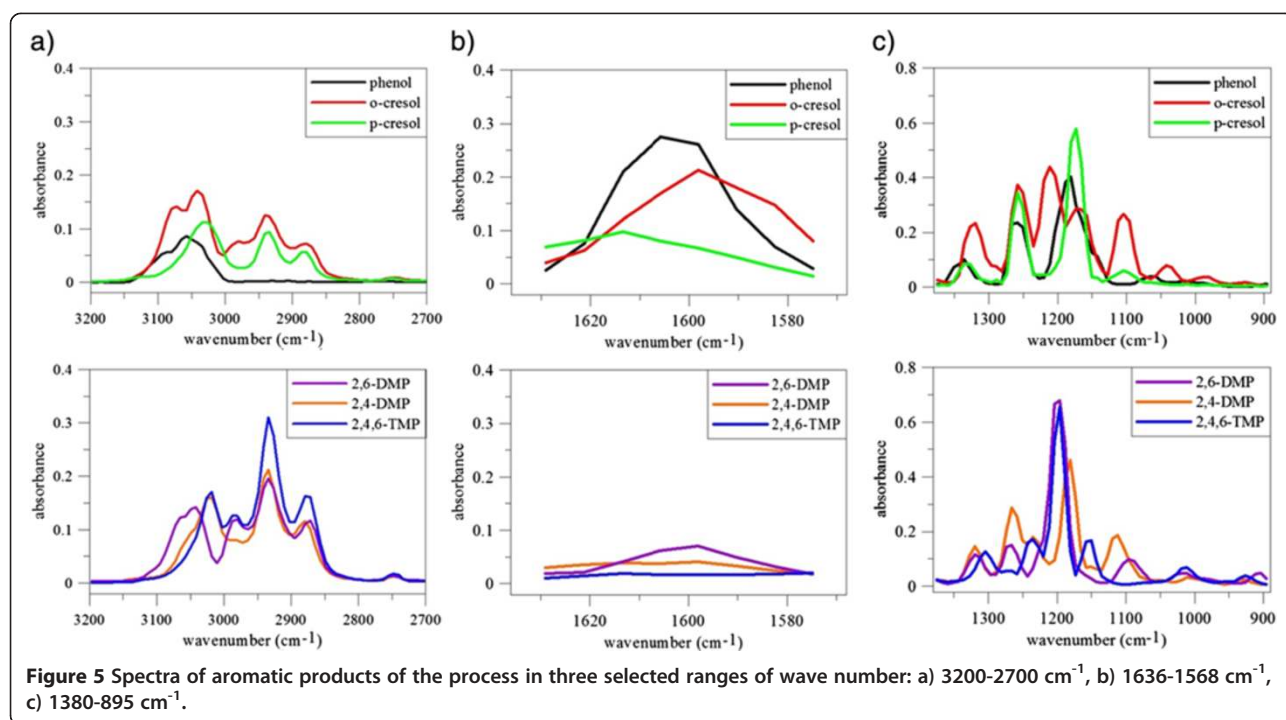 a)
b)
c)
0.4
0.3
0.2
0.1
0
absorbance
phenol
o-cresol
p-cresol
3200 3100 3000 2900 2800 2700
wavenumber (cm-1)
0.4
0.3
0.2
0.1
0
absorbance
phenol
o-cresol
p-cresol
1620 1600 1580
wavenumber (cm-1)
0.8
0.6
0.4
0.2
0
absorbance
phenol
o-cresol
p-cresol
1300 1200 1100 1000 900
wavenumber (cm-1)
0.4
0.3
0.2
0.1
0
absorbance
2,6-DMP
2,4-DMP
2,4,6-TMP
3200 3100 3000 2900 2800 2700
wavenumber (cm-1)
0.4
0.3
0.2
0.1
0
absorbance
2,6-DMP
2,4-DMP
2,4,6-TMP
1620 1600 1580
wavenumber (cm-1)
0.8
0.6
0.4
0.2
0
absorbance
2,6-DMP
2,4-DMP
2,4,6-TMP
1300 1200 1100 1000 900
wavenumber (cm-1)
Figure 5 Spectra of aromatic products of the process in three selected ranges of wave number: a) 3200-2700 cm-1, b) 1636-1568 cm-1,
c) 1380-895 cm-1.